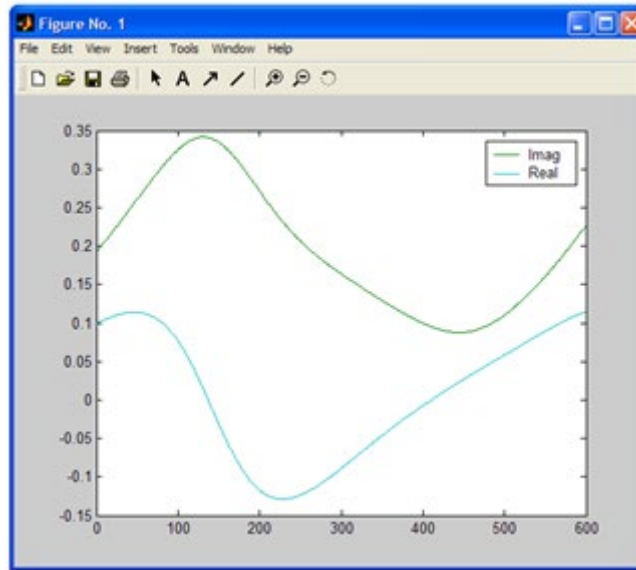 Figure No. 1
File Edit View Insert Tools Window Help
A
0.35
0.3
0.25
0.2
0.15
0.1
0.05
0
-0.05
-0.1
-0.15
0 100 200 300 400 500 600
Imag
Real